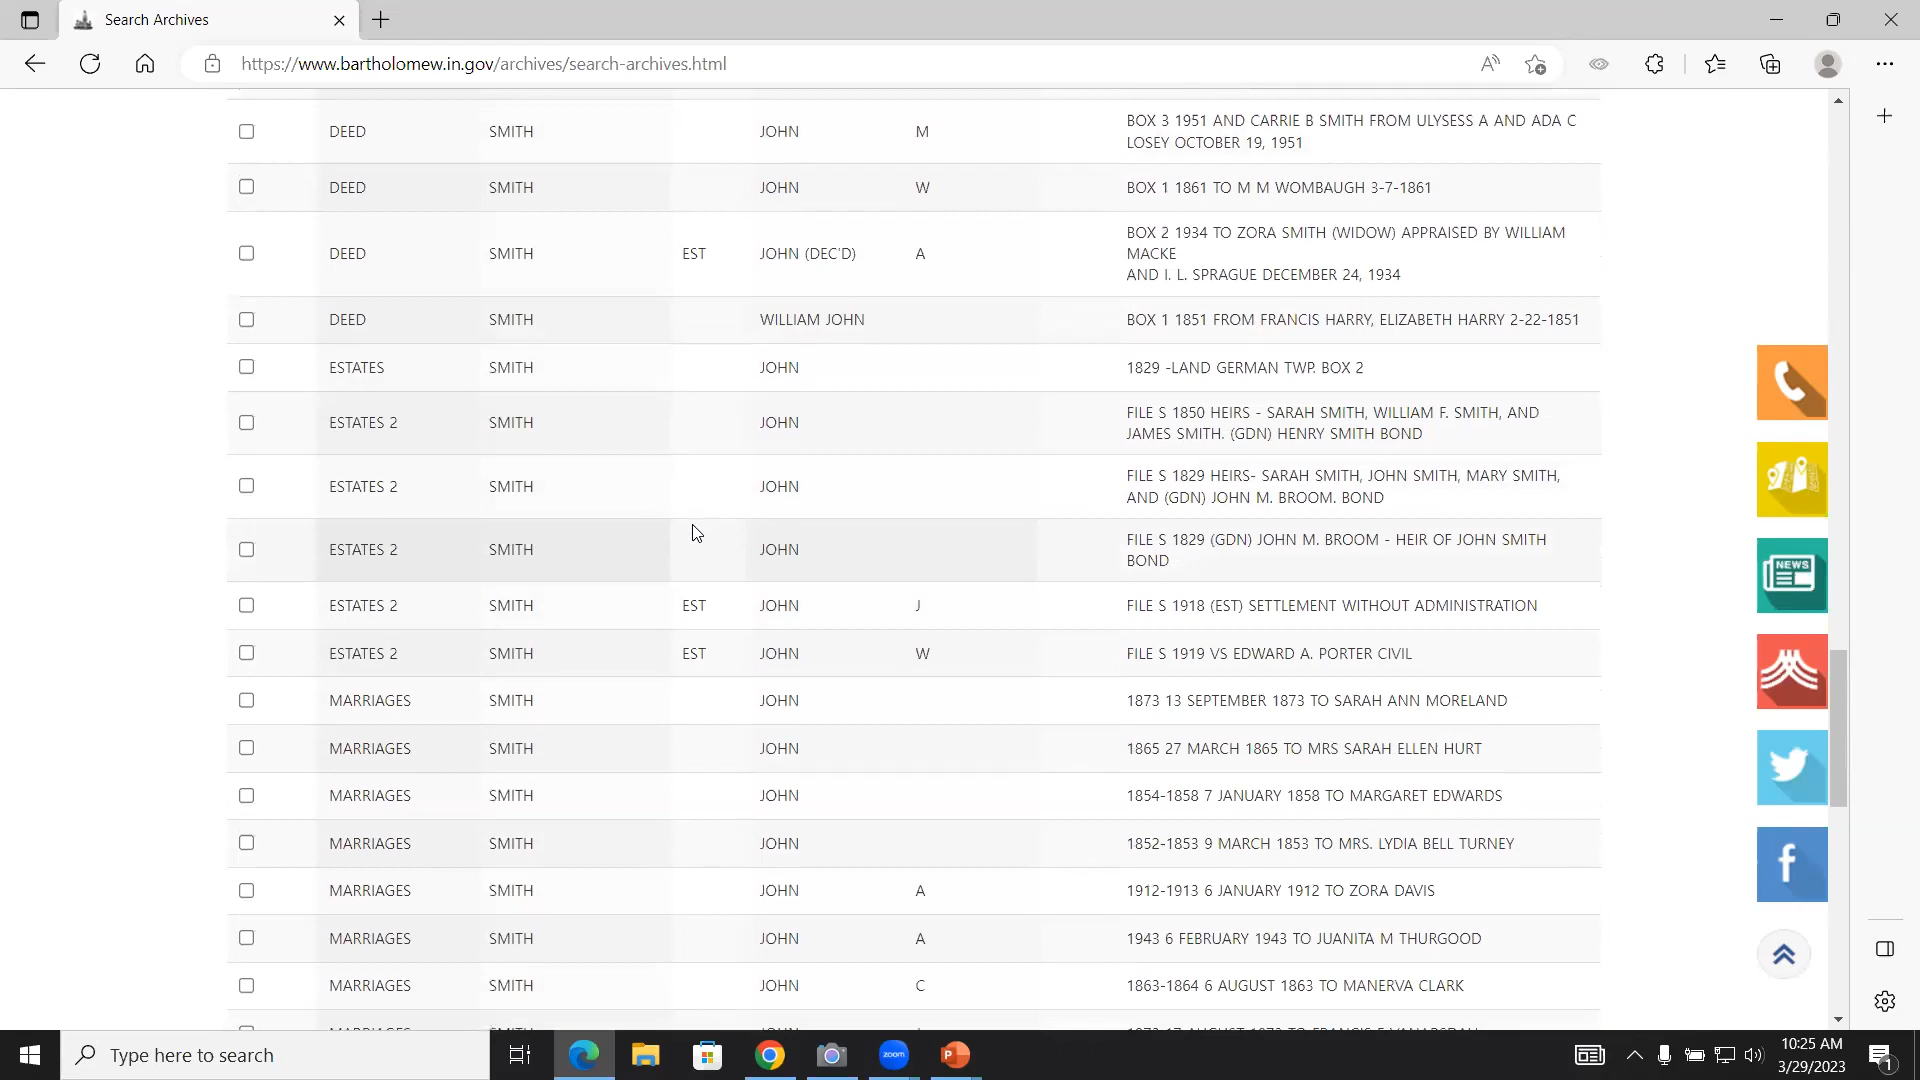 Search Archives
https://www.bartholomew.in.gov/archives/search-archives.html
DEED SMITH JOHN M BOX 3 1951 AND CARRIE B SMITH FROM ULYSESS A AND ADA C
LOSEY OCTOBER 19, 1951
DEED SMITH JOHN W BOX 1 1861 TO M M WOMBAUGH 3-7-1861
DEED SMITH EST JOHN (DEC'D) A BOX 2 1934 TO ZORA SMITH (WIDOW) APPRAISED BY WILLIAM
MACKE
AND I. L. SPRAGUE DECEMBER 24, 1934
DEED SMITH WILLIAM JOHN BOX 1 1851 FROM FRANCIS HARRY, ELIZABETH HARRY 2-22-1851
ESTATES SMITH JOHN 1829 -LAND GERMAN TWP. BOX 2
ESTATES 2 SMITH JOHN FILE S 1850 HEIRS - SARAH SMITH, WILLIAM F. SMITH, AND
JAMES SMITH. (GDN) HENRY SMITH BOND
ESTATES 2 SMITH JOHN FILE S 1829 HEIRS- SARAH SMITH, JOHN SMITH, MARY SMITH,
AND (GDN) JOHN M. BROOM. BOND
ESTATES 2 SMITH JOHN FILE S 1829 (GDN) JOHN M. BROOM - HEIR OF JOHN SMITH
BOND
ESTATES 2 SMITH EST JOHN J FILE S 1918 (EST) SETTLEMENT WITHOUT ADMINISTRATION
ESTATES 2 SMITH EST JOHN W FILE S 1919 VS EDWARD A. PORTER CIVIL
MARRIAGES SMITH JOHN 1873 13 SEPTEMBER 1873 TO SARAH ANN MORELAND
MARRIAGES SMITH JOHN 1865 27 MARCH 1865 TO MRS SARAH ELLEN HURT
MARRIAGES SMITH JOHN 1854-1858 7 JANUARY 1858 TO MARGARET EDWARDS
MARRIAGES SMITH JOHN 1852-1853 9 MARCH 1853 TO MRS. LYDIA BELL TURNEY
MARRIAGES SMITH JOHN A 1912-1913 6 JANUARY 1912 TO ZORA DAVIS
MARRIAGES SMITH JOHN A 1943 6 FEBRUARY 1943 TO JUANITA M THURGOOD
MARRIAGES SMITH JOHN C 1863-1864 6 AUGUST 1863 TO MANERVA CLARK
NEWS
Type here to search
zoom
10:25 AM
3/29/2023
1